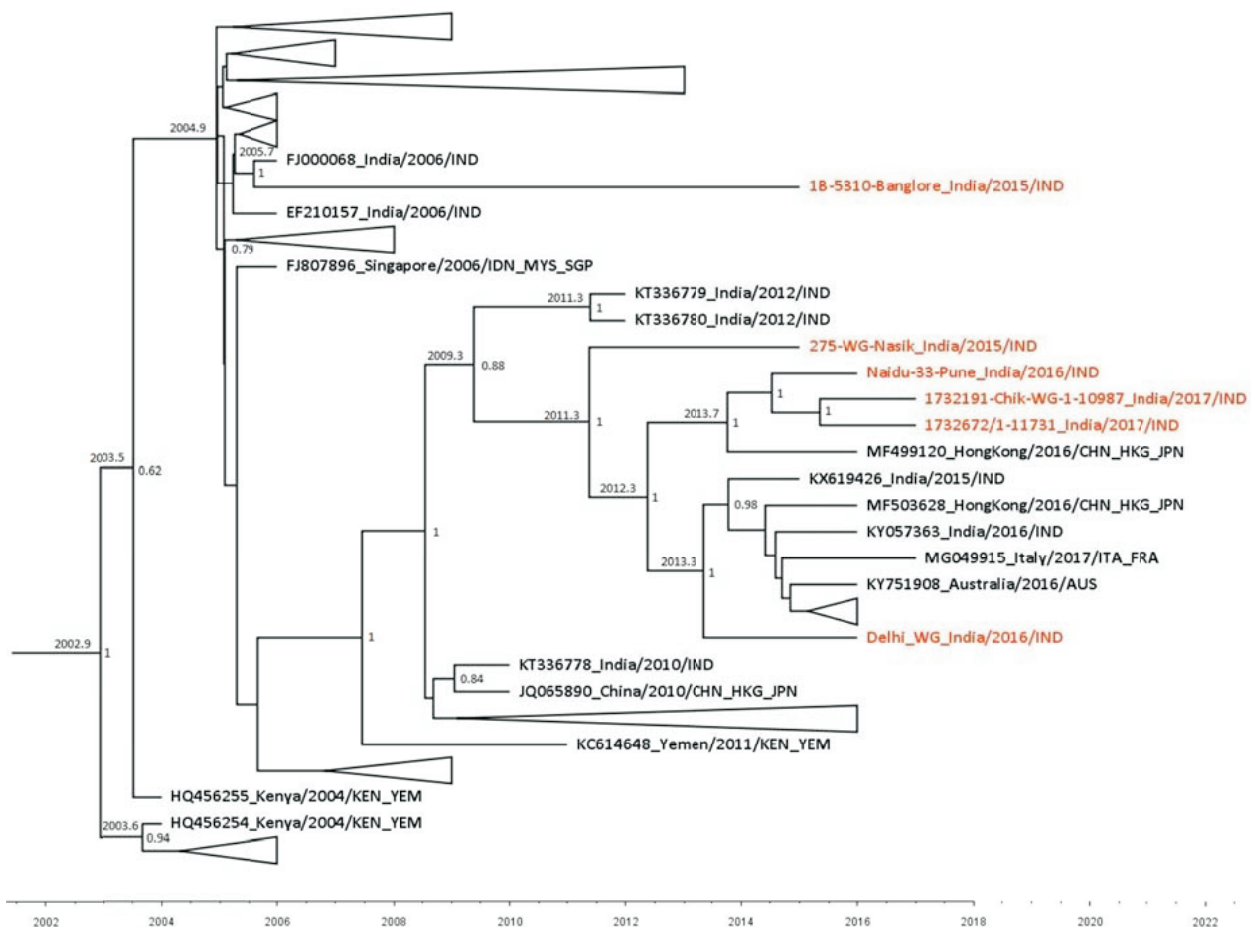 2004.9
2005.7
FJ000068_India/2006/IND
1
1B-5310-Banglore_India/2015/IND
EF210157_India/2006/IND
0.79
FJ807896_Singapore/2006/IDN_MYS_SGP
KT336779_India/2012/IND
2011.3
1
KT336780_India/2012/IND
275-WG-Nasik_India/2015/IND
2009.3
0.88
Naidu-33-Pune_India/2016/IND
1
1732191-Chik-WG-1-10987_India/2017/IND
2013.7
2011.3
1
1
1
1732672/1-11731_India/2017/IND
MF499120_HongKong/2016/CHN_HKG_JPN
2003.5
0.62
KX619426_India/2015/IND
2012.3
1
0.98
MF503628_HongKong/2016/CHN_HKG_JPN
1
KY057363_India/2016/IND
MG049915_Italy/2017/ITA_FRA
2013.3
1
KY751908_Australia/2016/AUS
1
Delhi_WG_India/2016/IND
2002.9
1
KT336778_India/2010/IND
0.84
JQ065890_China/2010/CHN_HKG_JPN
KC614648_Yemen/2011/KEN_YEM
HQ456255_Kenya/2004/KEN_YEM
HQ456254_Kenya/2004/KEN_YEM
2003.6
0.94
2002 2004 2006 2008 2010 2012 2014 2016 2018 2020 2022